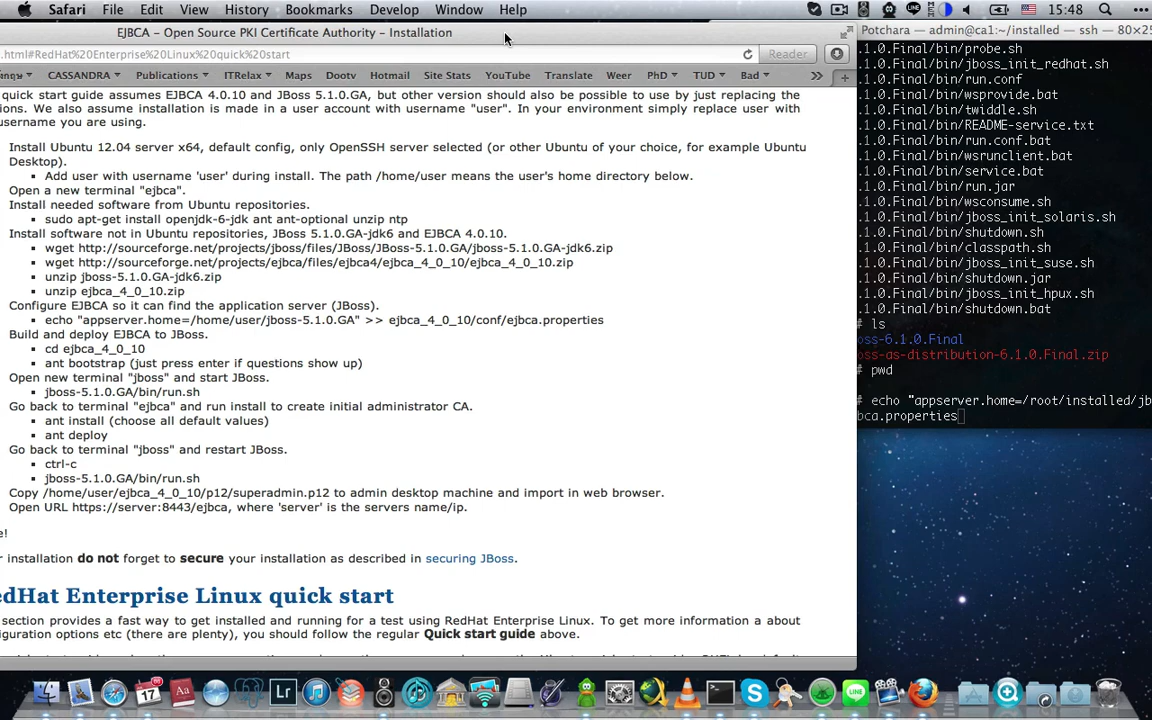 Safari File Edit View History Bookmarks Develop Window Help 15:48
EJBCA – Open Source PKI Certificate Authority – Installation
.html#RedHat%20Enterprise%20Linux%20quick%20start Reader
CASSANDRA Publications ITRelax Maps Dootv Hotmail Site Stats YouTube Translate Weer PhD TUD Bad
quick start guide assumes EJBCA 4.0.10 and JBoss 5.1.0.GA, but other version should also be possible to use by just replacing the
ions. We also assume installation is made in a user account with username "user". In your environment simply replace user with
username you are using.
Install Ubuntu 12.04 server x64, default config, only OpenSSH server selected (or other Ubuntu of your choice, for example Ubuntu
Desktop).
Add user with username 'user' during install. The path /home/user means the user's home directory below.
Open a new terminal "ejbca".
Install needed software from Ubuntu repositories.
sudo apt-get install openjdk-6-jdk ant ant-optional unzip ntp
Install software not in Ubuntu repositories, JBoss 5.1.0.GA-jdk6 and EJBCA 4.0.10.
wget http://sourceforge.net/projects/jboss/files/JBoss/JBoss-5.1.0.GA/jboss-5.1.0.GA-jdk6.zip
wget http://sourceforge.net/projects/ejbca/files/ejbca4/ejbca_4_0_10/ejbca_4_0_10.zip
unzip jboss-5.1.0.GA-jdk6.zip
unzip ejbca_4_0_10.zip
Configure EJBCA so it can find the application server (JBoss).
echo "appserver.home=/home/user/jboss-5.1.0.GA" >> ejbca_4_0_10/conf/ejbca.properties
Build and deploy EJBCA to JBoss.
cd ejbca_4_0_10
ant bootstrap (just press enter if questions show up)
Open new terminal "jboss" and start JBoss.
jboss-5.1.0.GA/bin/run.sh
Go back to terminal "ejbca" and run install to create initial administrator CA.
ant install (choose all default values)
ant deploy
Go back to terminal "jboss" and restart JBoss.
ctrl-c
jboss-5.1.0.GA/bin/run.sh
Copy /home/user/ejbca_4_0_10/p12/superadmin.p12 to admin desktop machine and import in web browser.
Open URL https://server:8443/ejbca, where 'server' is the servers name/ip.
e!
r installation do not forget to secure your installation as described in securing JBoss.
edHat Enterprise Linux quick start
section provides a fast way to get installed and running for a test using RedHat Enterprise Linux. To get more information a about
iguration options etc (there are plenty), you should follow the regular Quick start guide above.
Potchara — admin@ca1:~/installed — ssh — 80×25
.1.0.Final/bin/probe.sh
.1.0.Final/bin/jboss_init_redhat.sh
.1.0.Final/bin/run.conf
.1.0.Final/bin/wsprovide.bat
.1.0.Final/bin/twiddle.sh
.1.0.Final/bin/README-service.txt
.1.0.Final/bin/run.conf.bat
.1.0.Final/bin/wsrunclient.bat
.1.0.Final/bin/service.bat
.1.0.Final/bin/run.jar
.1.0.Final/bin/wsconsume.sh
.1.0.Final/bin/jboss_init_solaris.sh
.1.0.Final/bin/shutdown.sh
.1.0.Final/bin/classpath.sh
.1.0.Final/bin/jboss_init_suse.sh
.1.0.Final/bin/shutdown.jar
.1.0.Final/bin/jboss_init_hpux.sh
.1.0.Final/bin/shutdown.bat
# ls
oss-6.1.0.Final
oss-as-distribution-6.1.0.Final.zip
# pwd
# echo "appserver.home=/root/installed/jb
bca.properties
17
Lr
LINE